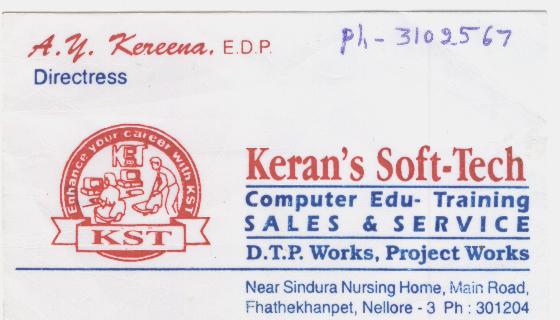 A.Y. Kereena, E.D.P.
Ph - 3102567
Directress
Enhance your career with KST
KST
KST
Keran's Soft-Tech
Computer Edu- Training
SALES & SERVICE
D.T.P. Works, Project Works
Near Sindura Nursing Home, Main Road,
Fhathekhanpet, Nellore - 3 Ph : 301204